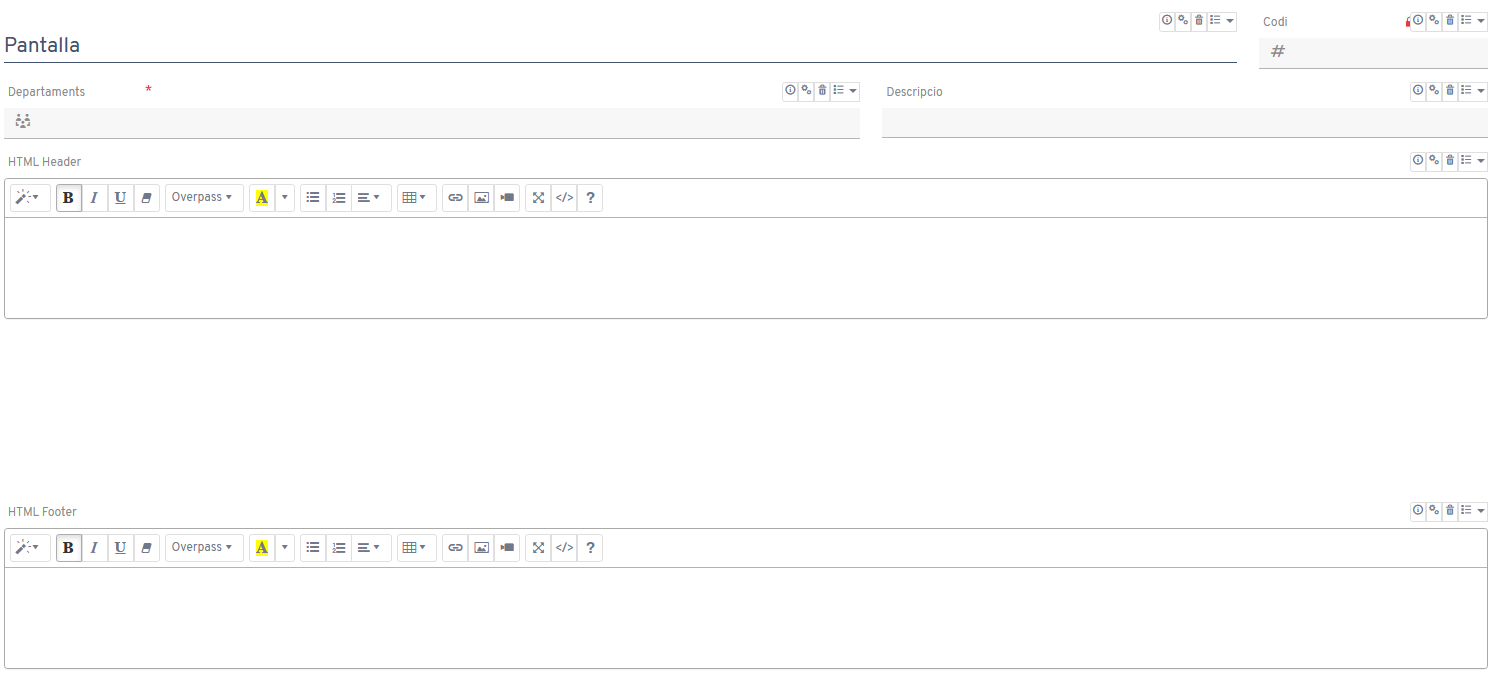 Codi
Pantalla
#
Departaments *
Descripcio
HTML Header
B I U Overpass A </> ?
HTML Footer
B I U Overpass A </> ?